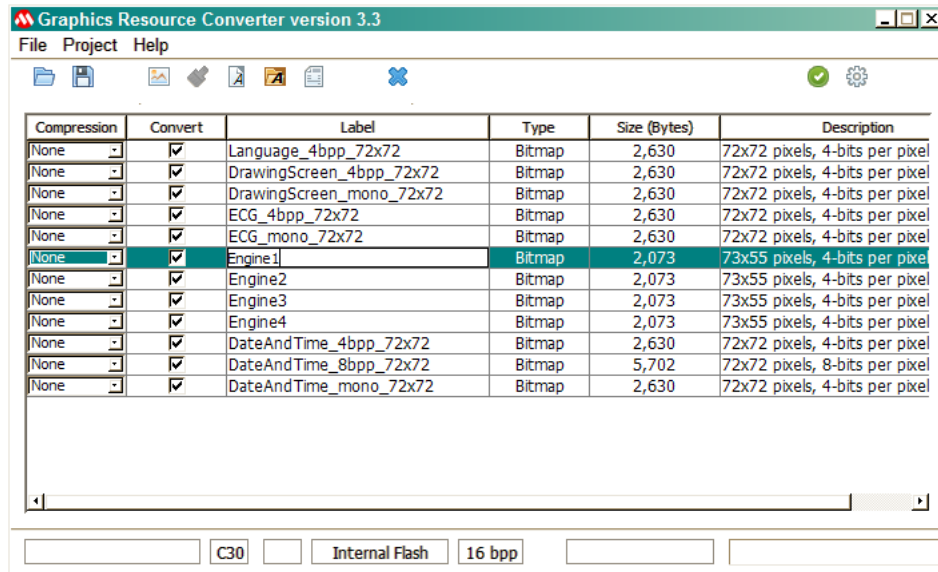 Graphics Resource Converter version 3.3
File Project Help
Compression Convert Label Type Size (Bytes) Description
None Language_4bpp_72x72 Bitmap 2,630 72x72 pixels, 4-bits per pixel
None DrawingScreen_4bpp_72x72 Bitmap 2,630 72x72 pixels, 4-bits per pixel
None DrawingScreen_mono_72x72 Bitmap 2,630 72x72 pixels, 4-bits per pixel
None ECG_4bpp_72x72 Bitmap 2,630 72x72 pixels, 4-bits per pixel
None ECG_mono_72x72 Bitmap 2,630 72x72 pixels, 4-bits per pixel
None Engine1 Bitmap 2,073 73x55 pixels, 4-bits per pixel
None Engine2 Bitmap 2,073 73x55 pixels, 4-bits per pixel
None Engine3 Bitmap 2,073 73x55 pixels, 4-bits per pixel
None Engine4 Bitmap 2,073 73x55 pixels, 4-bits per pixel
None DateAndTime_4bpp_72x72 Bitmap 2,630 72x72 pixels, 4-bits per pixel
None DateAndTime_8bpp_72x72 Bitmap 5,702 72x72 pixels, 8-bits per pixel
None DateAndTime_mono_72x72 Bitmap 2,630 72x72 pixels, 4-bits per pixel
C30 Internal Flash 16 bpp